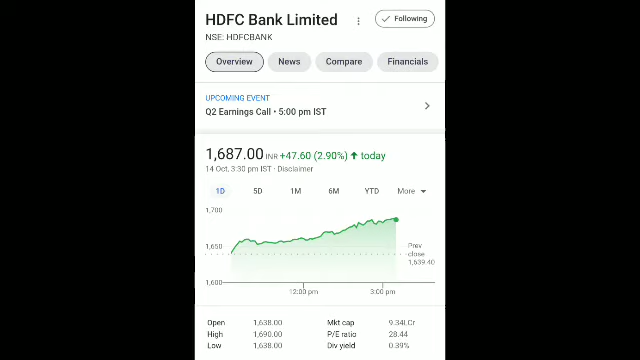 HDFC Bank Limited
Following
NSE: HDFCBANK
Overview News Compare Financials
UPCOMING EVENT
Q2 Earnings Call • 5:00 pm IST
1,687.00 INR +47.60 (2.90%) ↑ today
14 Oct, 3:30 pm IST · Disclaimer
1D 5D 1M 6M YTD More
1,700
1,650
1,600
Prev
close
1,639.40
12:00 pm 3:00 pm
Open 1,638.00 Mkt cap 9.34LCr
High 1,690.00 P/E ratio 28.44
Low 1,638.00 Div yield 0.39%